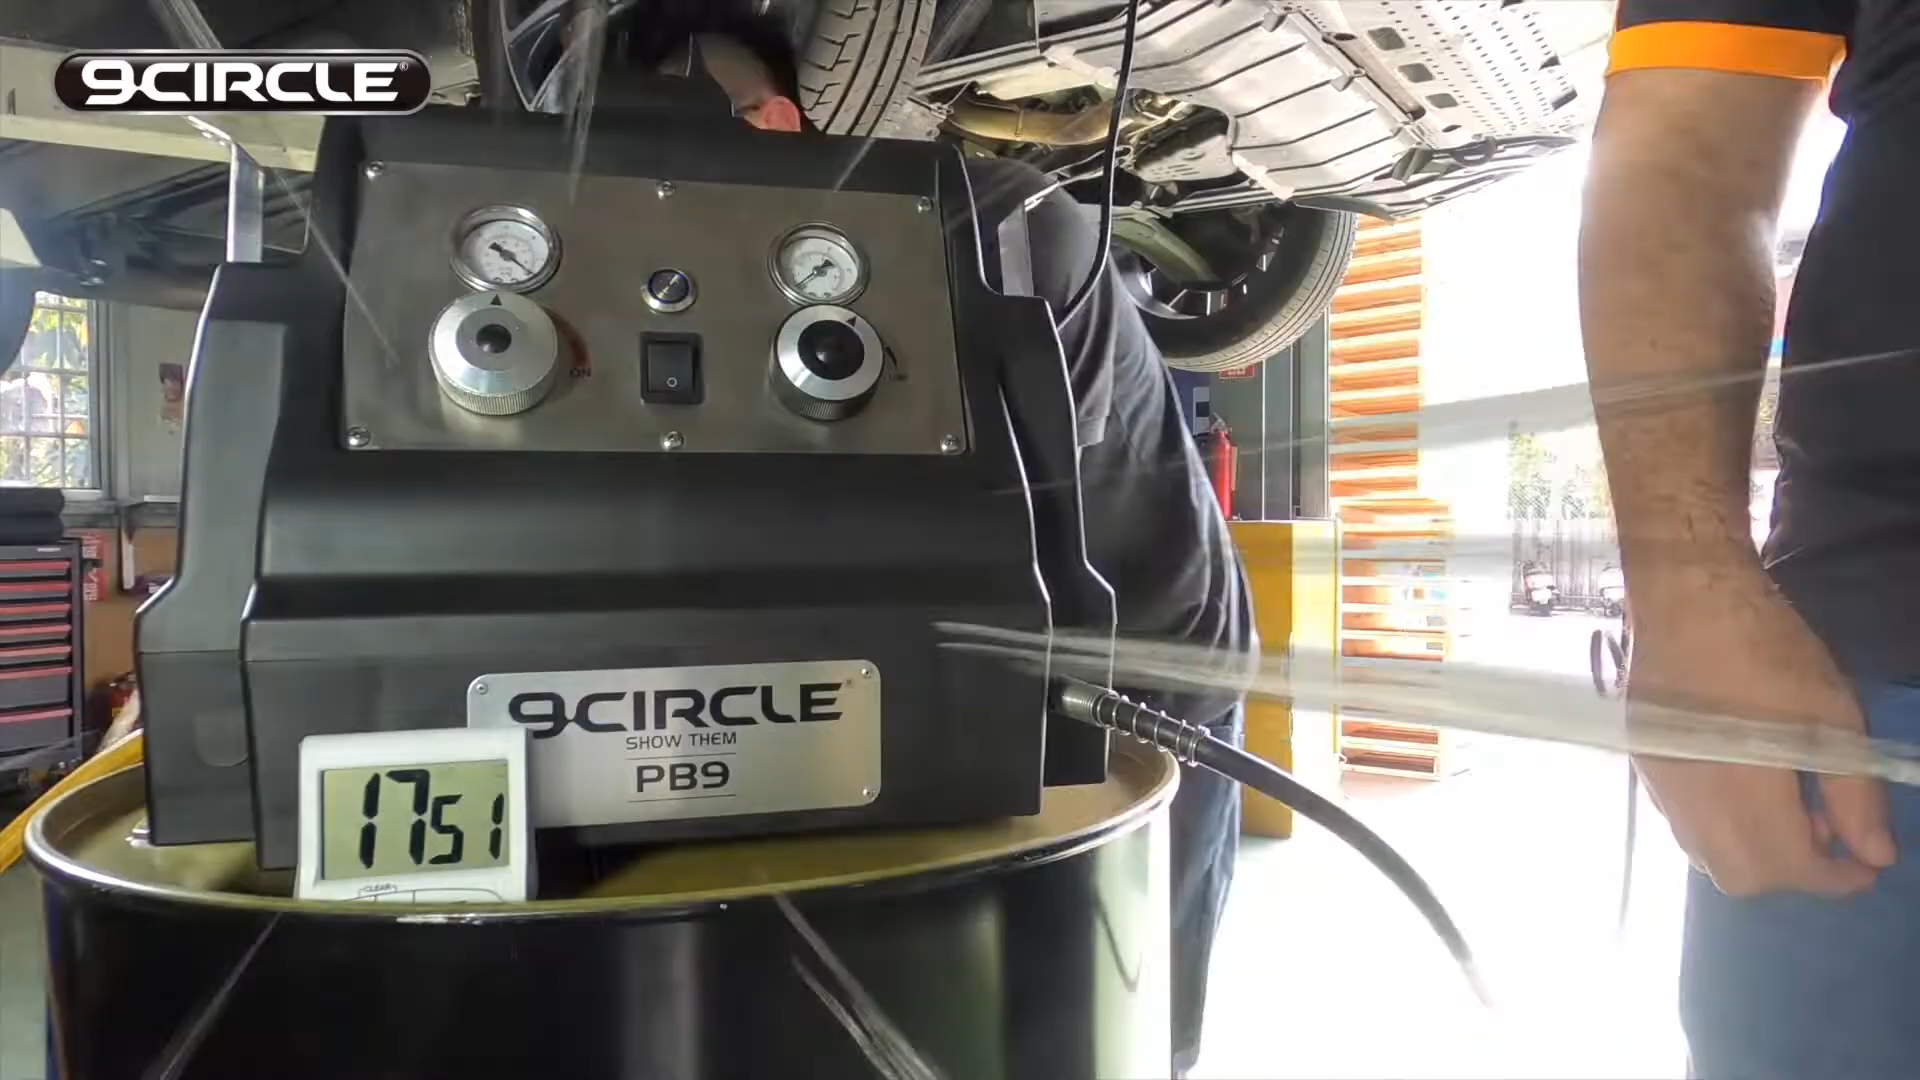 9CIRCLE®
ON
9CIRCLE®
SHOW THEM
PB9
17 51
CLEAR